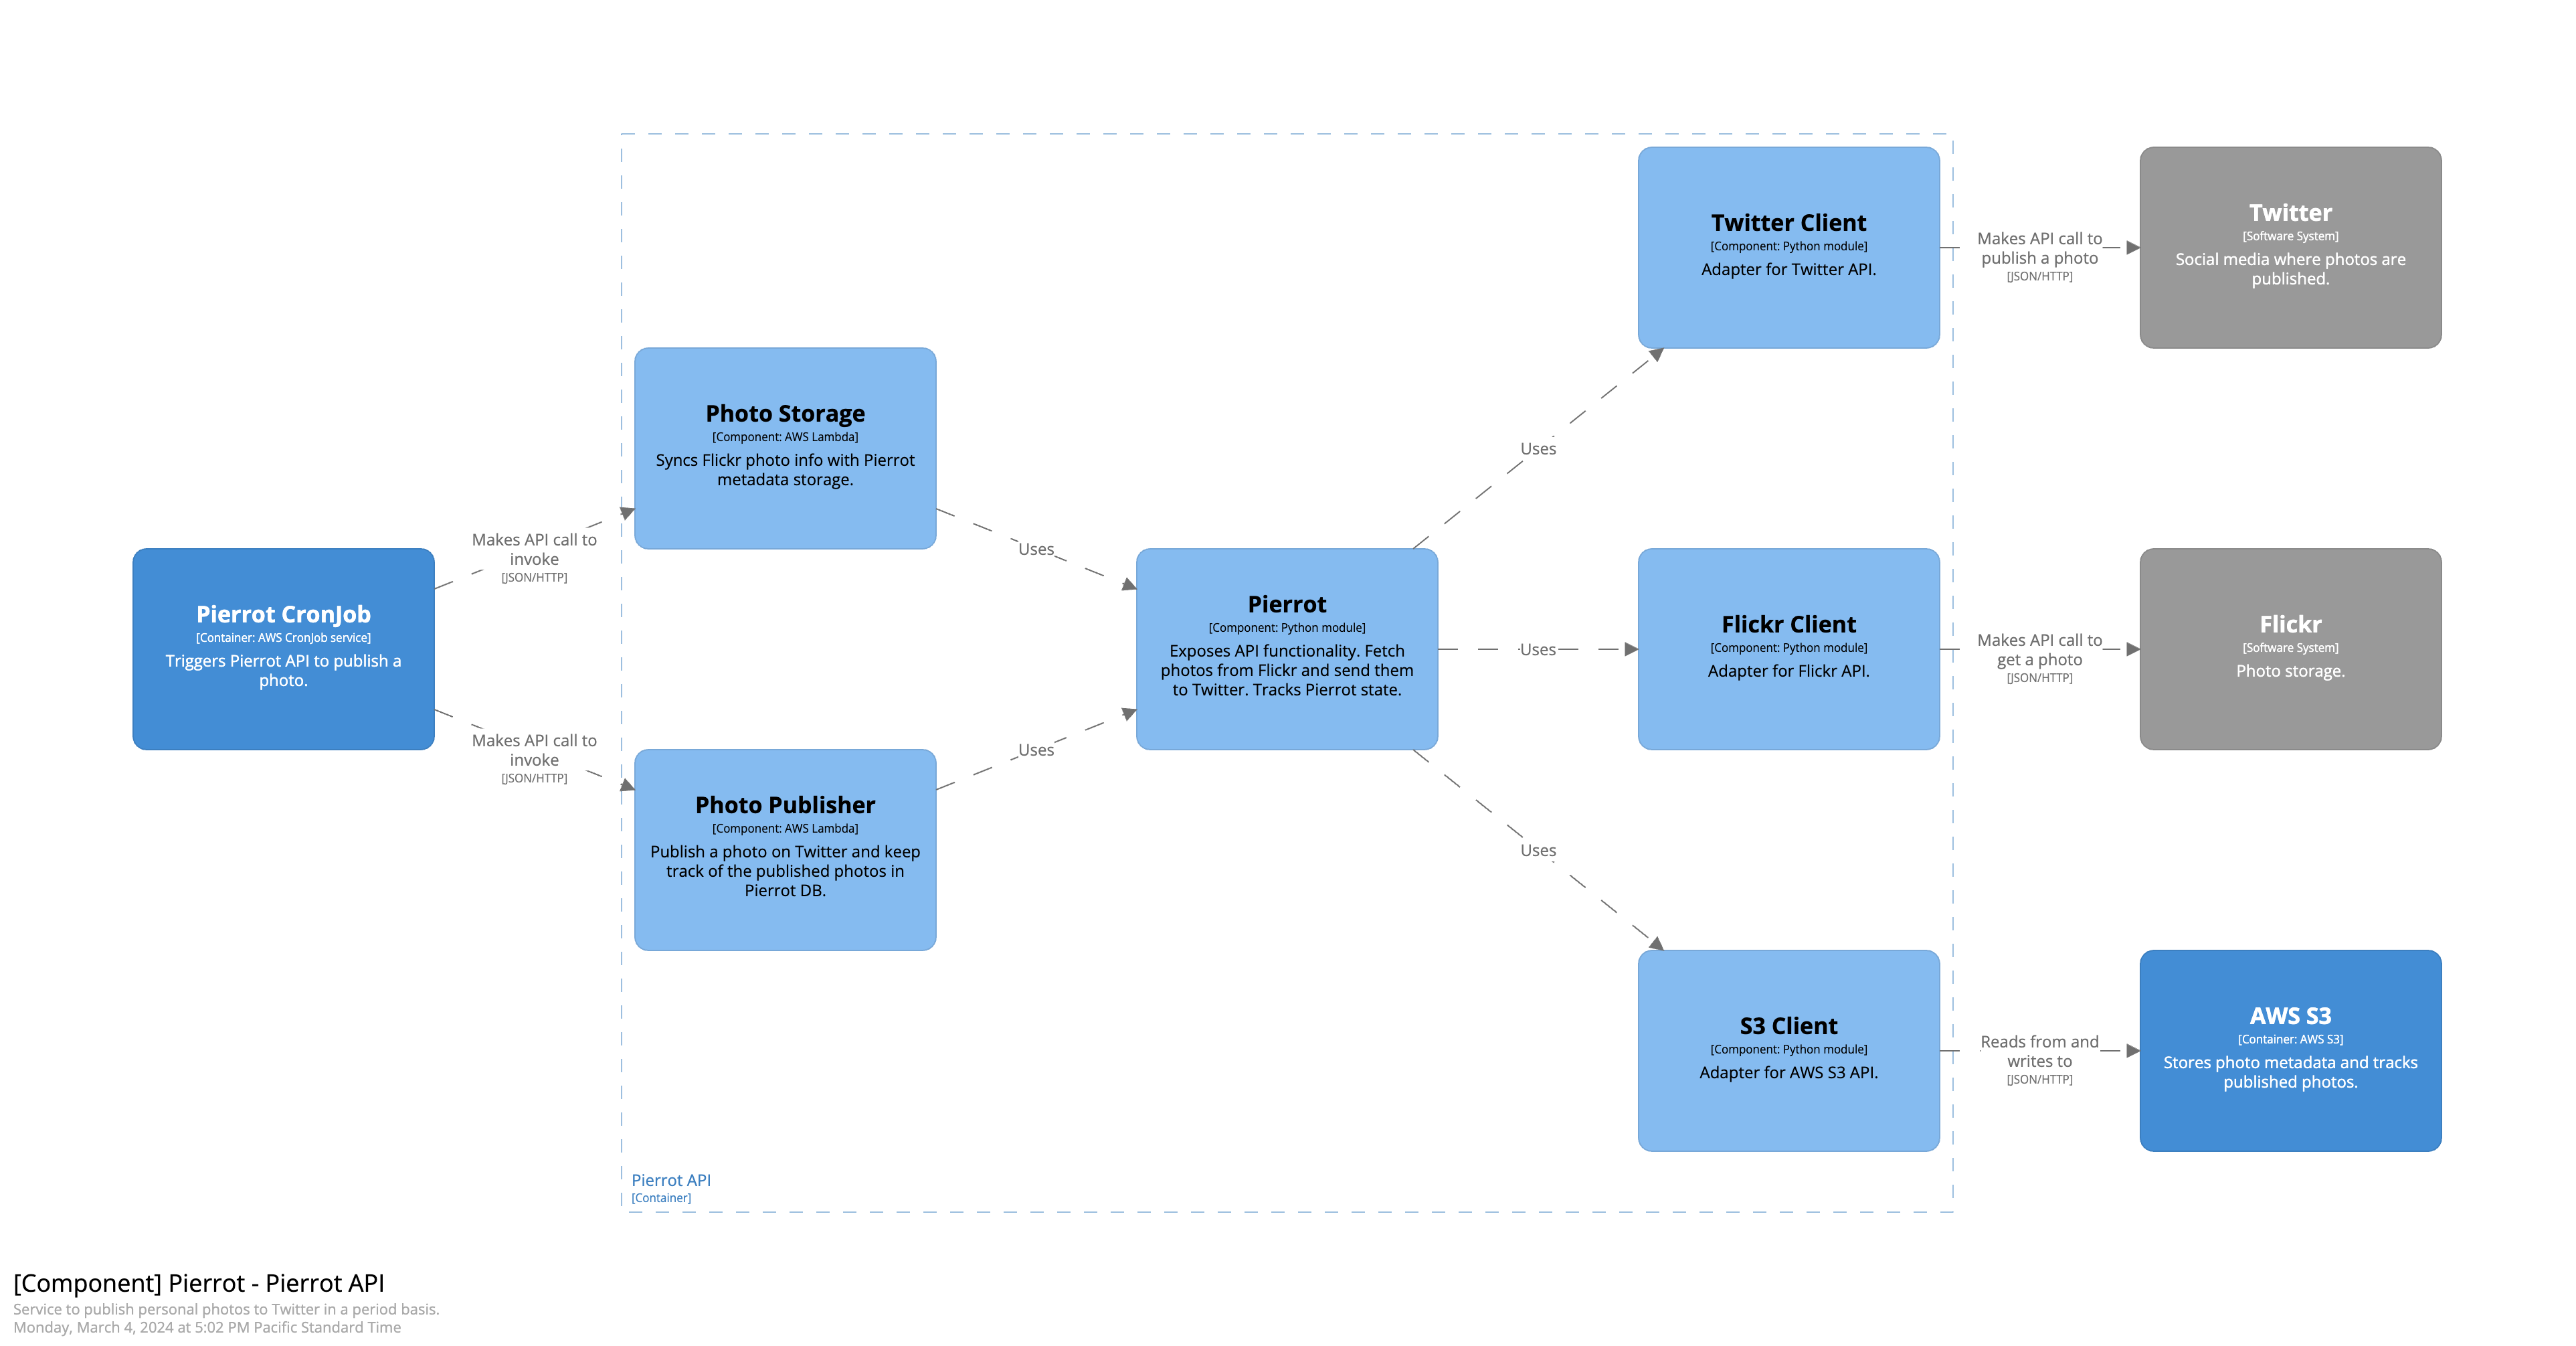 Twitter Client
[Component: Python module]
Adapter for Twitter API.
Makes API call to
publish a photo
[JSON/HTTP]
Twitter
[Software System]
Social media where photos are
published.
Photo Storage
[Component: AWS Lambda]
Syncs Flickr photo info with Pierrot
metadata storage.
Uses
Makes API call to
invoke
[JSON/HTTP]
Uses
Pierrot CronJob
[Container: AWS CronJob service]
Triggers Pierrot API to publish a
photo.
Pierrot
[Component: Python module]
Exposes API functionality. Fetch
photos from Flickr and send them
to Twitter. Tracks Pierrot state.
Uses
Flickr Client
[Component: Python module]
Adapter for Flickr API.
Makes API call to
get a photo
[JSON/HTTP]
Flickr
[Software System]
Photo storage.
Makes API call to
invoke
[JSON/HTTP]
Uses
Photo Publisher
[Component: AWS Lambda]
Publish a photo on Twitter and keep
track of the published photos in
Pierrot DB.
Uses
S3 Client
[Component: Python module]
Adapter for AWS S3 API.
Reads from and
writes to
[JSON/HTTP]
AWS S3
[Container: AWS S3]
Stores photo metadata and tracks
published photos.
Pierrot API
[Container]
[Component] Pierrot - Pierrot API
Service to publish personal photos to Twitter in a period basis.
Monday, March 4, 2024 at 5:02 PM Pacific Standard Time